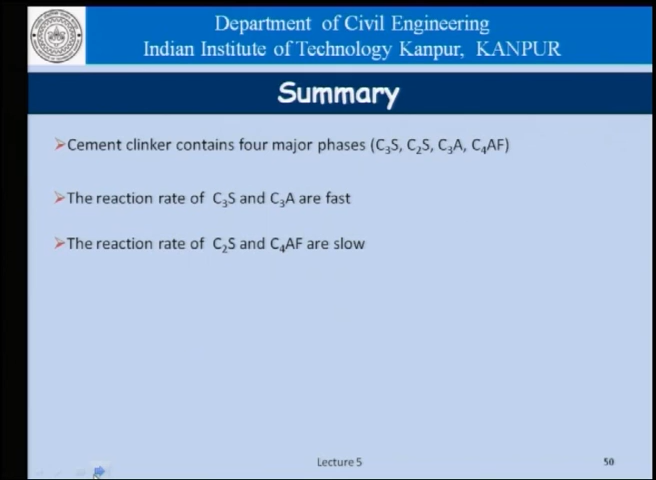 Department of Civil Engineering
Indian Institute of Technology Kanpur, KANPUR
Summary
➢Cement clinker contains four major phases (C₃S, C₂S, C₃A, C₄AF)
➢The reaction rate of C₃S and C₃A are fast
➢The reaction rate of C₂S and C₄AF are slow
Lecture 5
50